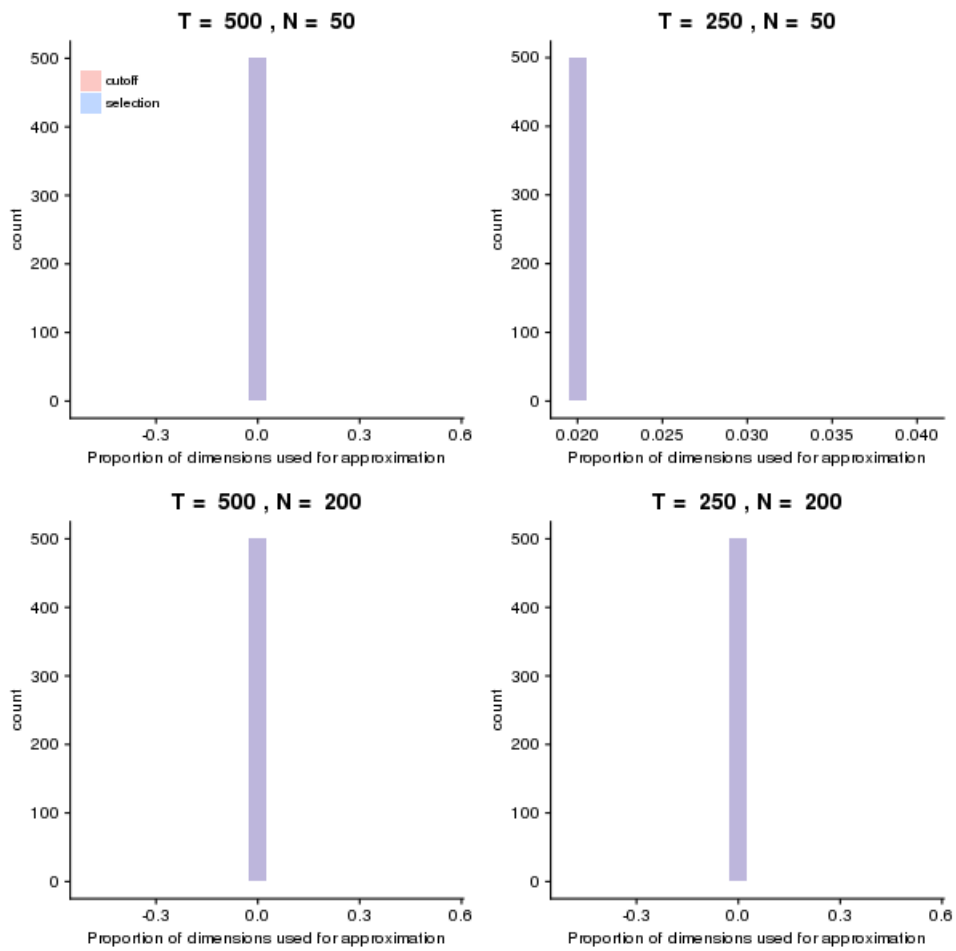 T = 500 , N = 50
500
400
300
200
100
0
count
cutoff
selection
-0.3 0.0 0.3 0.6
Proportion of dimensions used for approximation
T = 250 , N = 50
500
400
300
200
100
0
count
0.020 0.025 0.030 0.035 0.040
Proportion of dimensions used for approximation
T = 500 , N = 200
500
400
300
200
100
0
count
-0.3 0.0 0.3 0.6
Proportion of dimensions used for approximation
T = 250 , N = 200
500
400
300
200
100
0
count
-0.3 0.0 0.3 0.6
Proportion of dimensions used for approximation